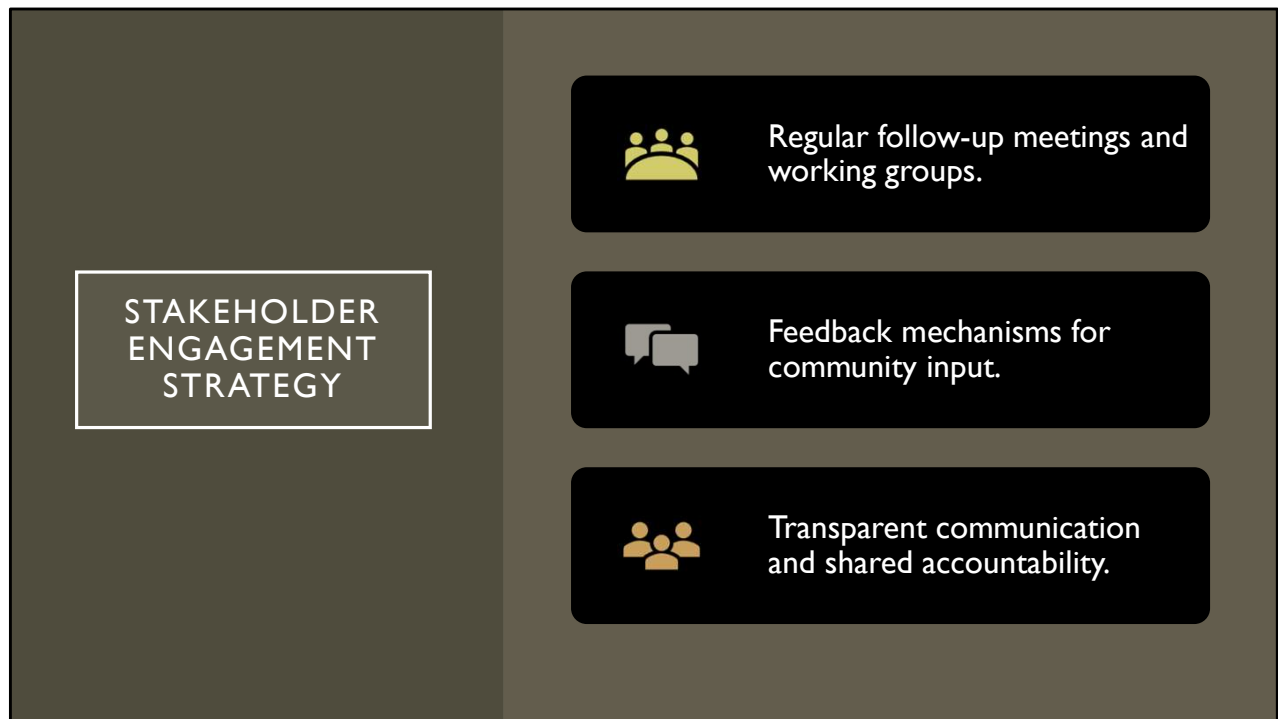 STAKEHOLDER
ENGAGEMENT
STRATEGY
Regular follow-up meetings and
working groups.
Feedback mechanisms for
community input.
Transparent communication
and shared accountability.